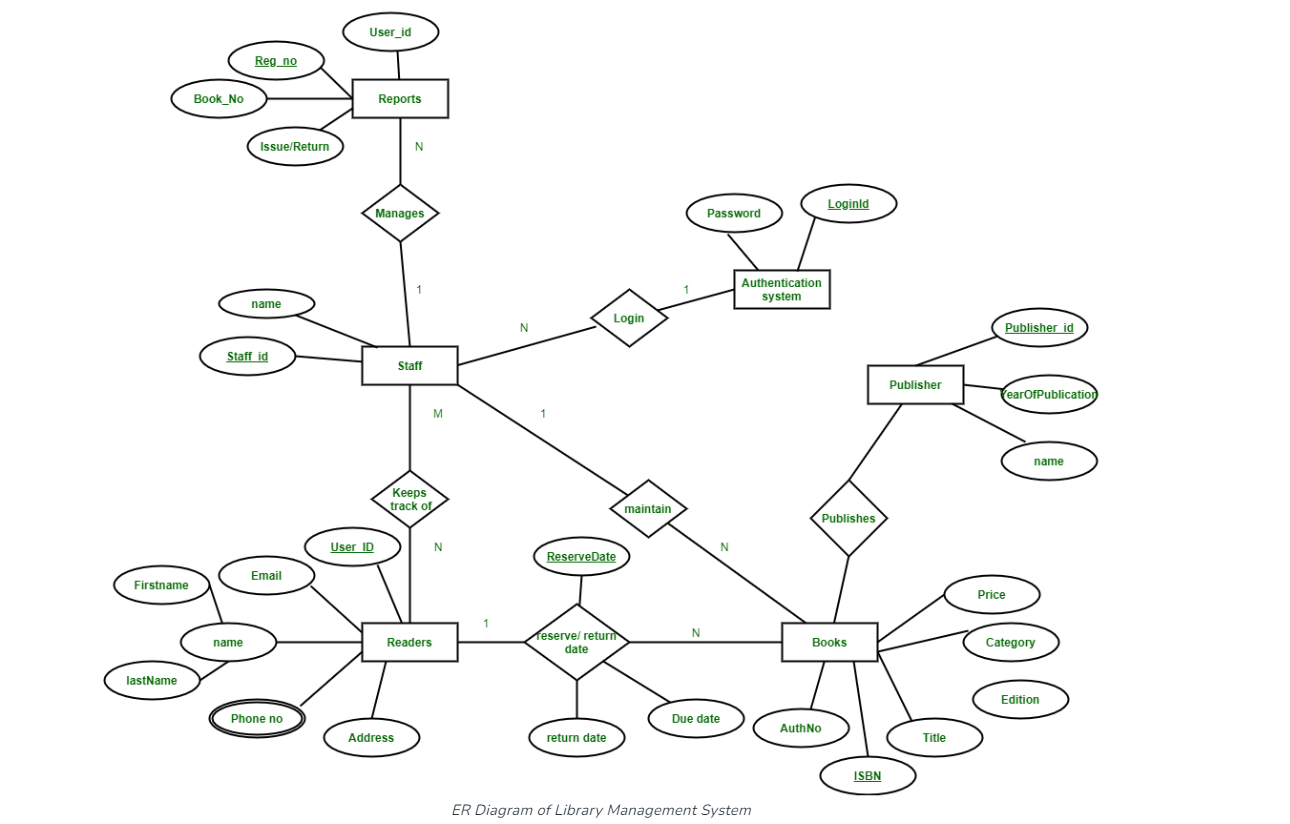 User_id
Reg_no
Book_No
Reports
Issue/Return
N
Manages
1
Password
LoginId
Authentication
system
1
Login
N
name
Staff_id
Staff
M
1
Publisher_id
Publisher
YearOfPublication
name
Keeps
track of
maintain
Publishes
N
N
User_ID
Email
Firstname
name
lastName
Phone no
Address
Readers
1
ReserveDate
reserve/ return
date
return date
Due date
N
Books
Price
Category
Edition
Title
AuthNo
ISBN
ER Diagram of Library Management System